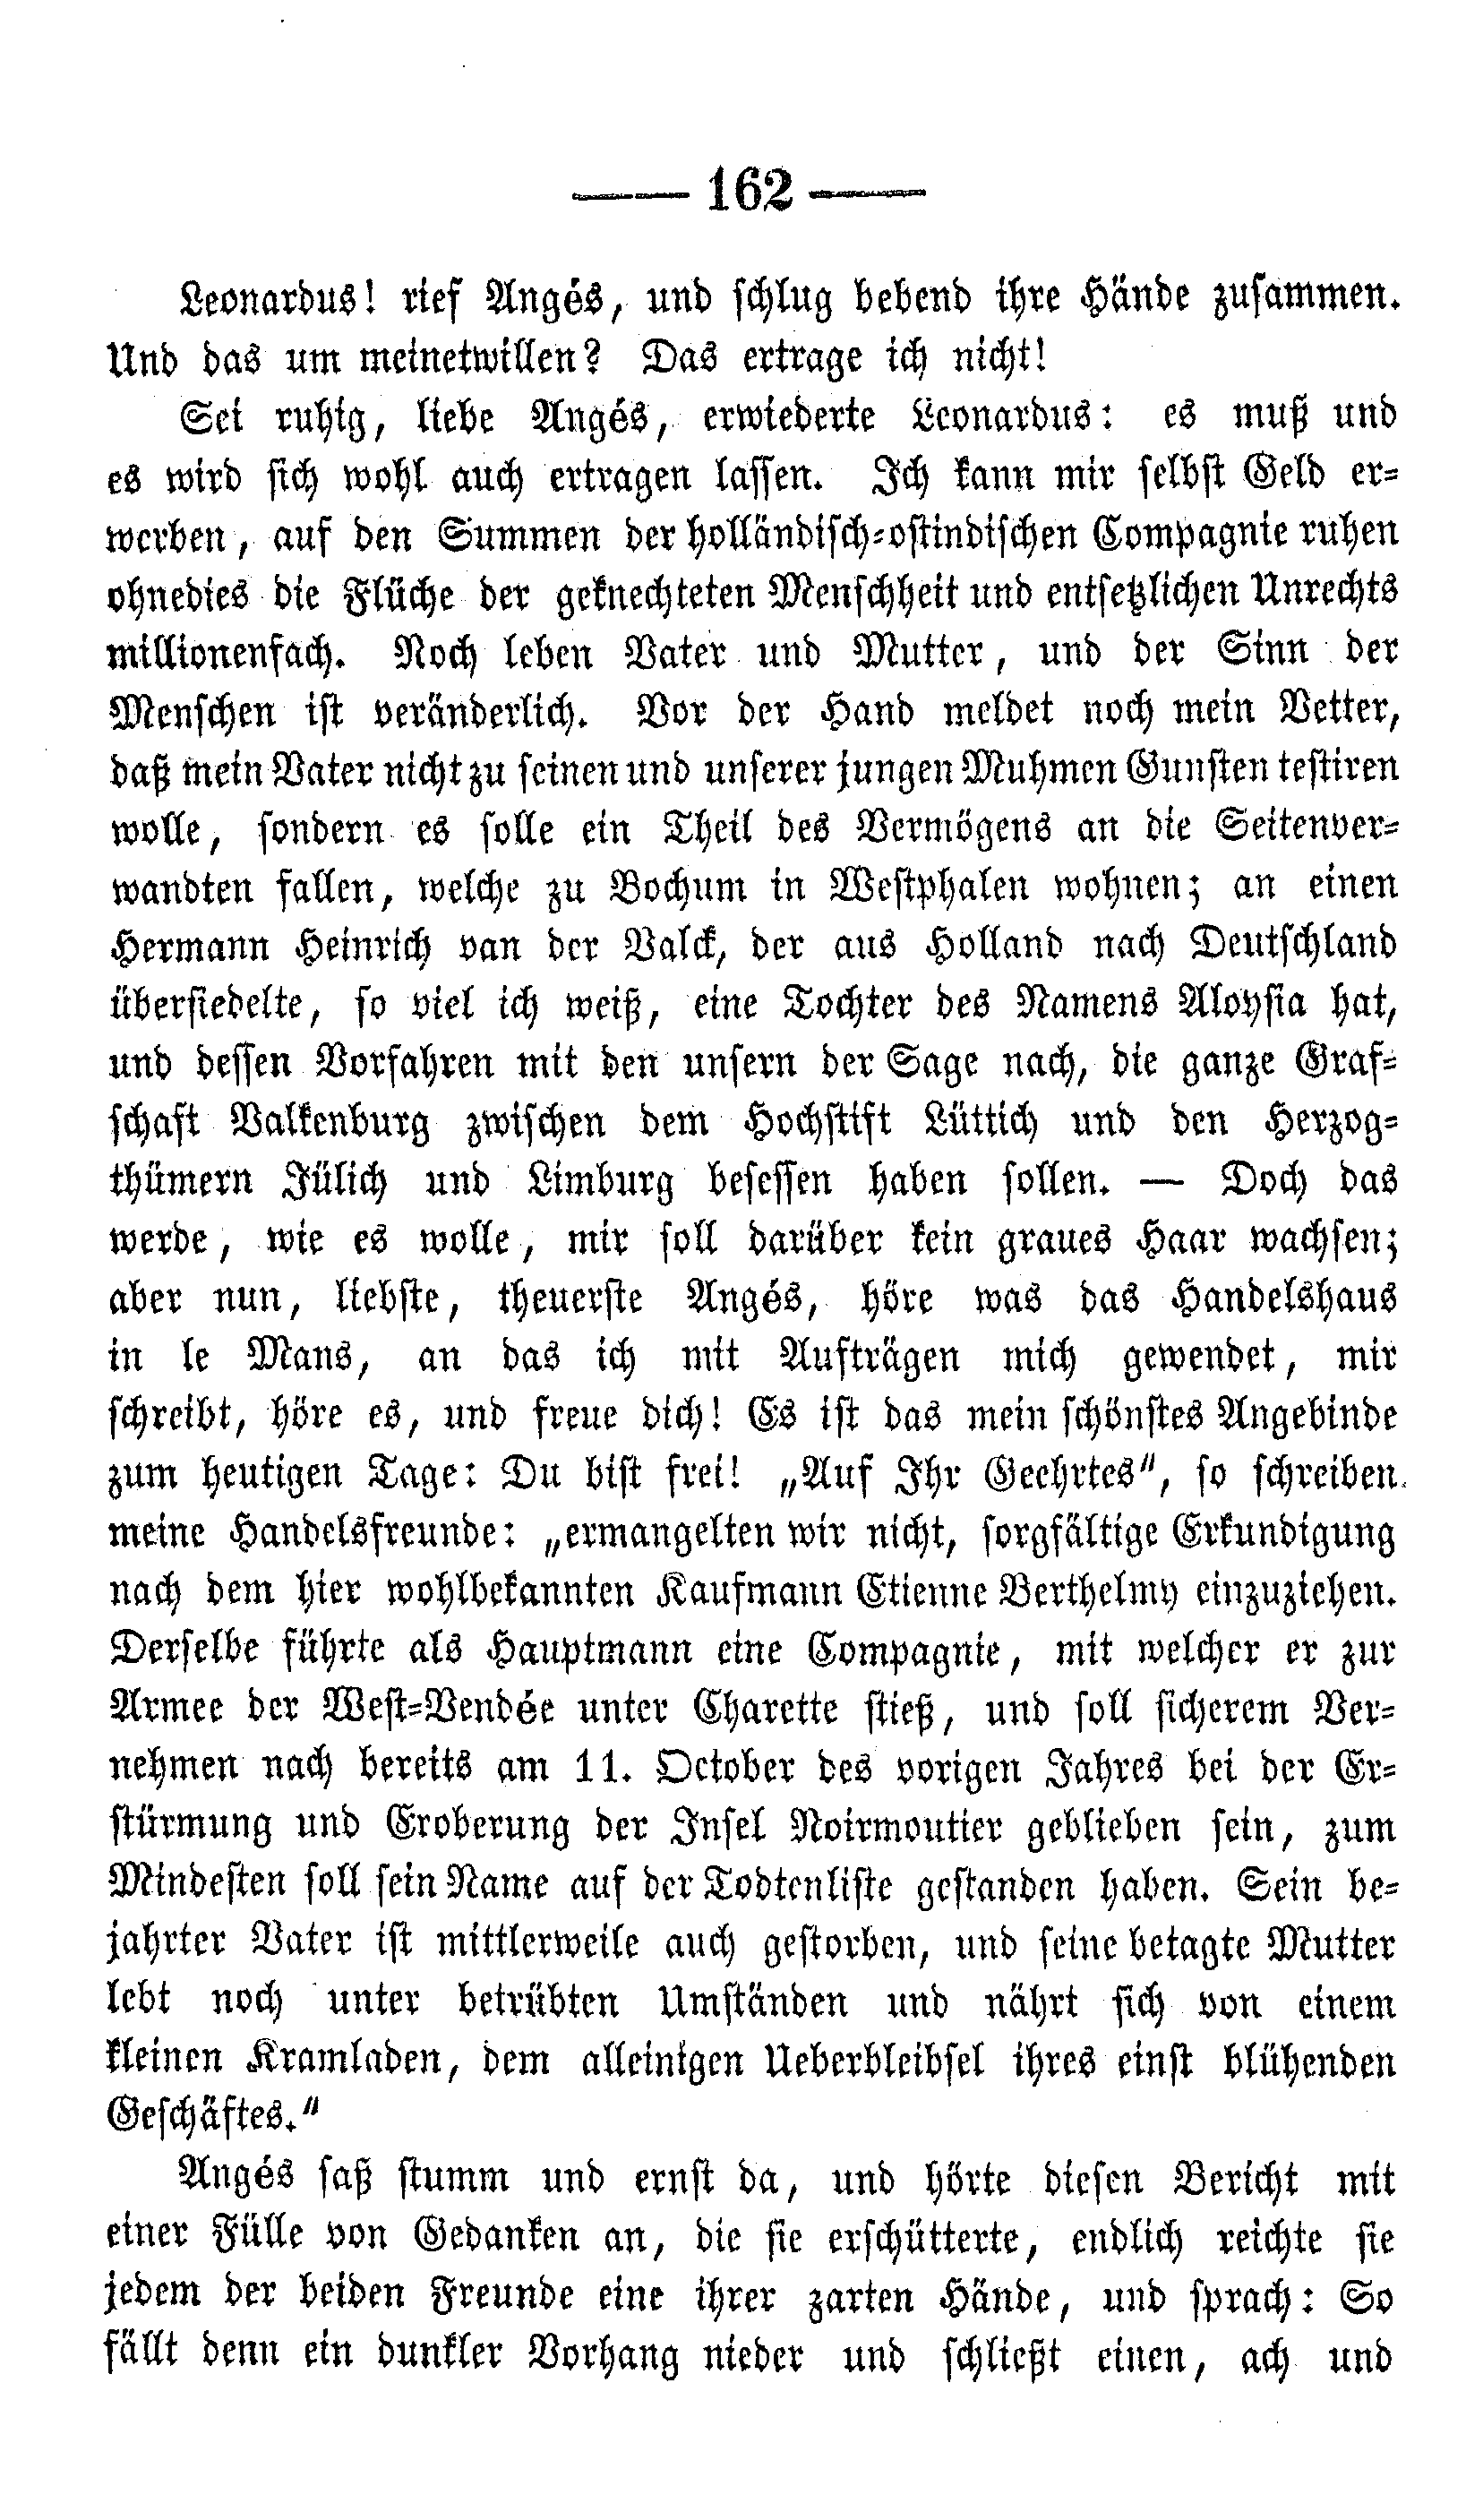 — 162 —
Leonardus! rief Angés, und schlug bebend ihre Hände zusammen.
Und das um meinetwillen? Das ertrage ich nicht!
Sei ruhig, liebe Angés, erwiederte Leonardus: es muß und
es wird sich wohl auch ertragen lassen. Ich kann mir selbst Geld er-
werben, auf den Summen der holländisch-ostindischen Compagnie ruhen
ohnedies die Flüche der geknechteten Menschheit und entsetzlichen Unrechts
millionenfach. Noch leben Vater und Mutter, und der Sinn der
Menschen ist veränderlich. Vor der Hand meldet noch mein Vetter,
daß mein Vater nicht zu seinen und unserer jungen Muhmen Gunsten testiren
wolle, sondern es solle ein Theil des Vermögens an die Seitenver-
wandten fallen, welche zu Bochum in Westphalen wohnen; an einen
Hermann Heinrich van der Valck, der aus Holland nach Deutschland
übersiedelte, so viel ich weiß, eine Tochter des Namens Aloysia hat,
und dessen Vorfahren mit den unsern der Sage nach, die ganze Graf-
schaft Valkenburg zwischen dem Hochstift Lüttich und den Herzog-
thümern Jülich und Limburg besessen haben sollen. — Doch das
werde, wie es wolle, mir soll darüber kein graues Haar wachsen;
aber nun, liebste, theuerste Angés, höre was das Handelshaus
in le Mans, an das ich mit Aufträgen mich gewendet, mir
schreibt, höre es, und freue dich! Es ist das mein schönstes Angebinde
zum heutigen Tage: Du bist frei! „Auf Ihr Geehrtes“, so schreiben
meine Handelsfreunde: „ermangelten wir nicht, sorgfältige Erkundigung
nach dem hier wohlbekannten Kaufmann Etienne Berthelmy einzuziehen.
Derselbe führte als Hauptmann eine Compagnie, mit welcher er zur
Armee der West-Vendée unter Charette stieß, und soll sicherem Ver-
nehmen nach bereits am 11. October des vorigen Jahres bei der Er-
stürmung und Eroberung der Insel Noirmoutier geblieben sein, zum
Mindesten soll sein Name auf der Todtenliste gestanden haben. Sein be-
jahrter Vater ist mittlerweile auch gestorben, und seine betagte Mutter
lebt noch unter betrübten Umständen und nährt sich von einem
kleinen Kramladen, dem alleinigen Ueberbleibsel ihres einst blühenden
Geschäftes.“
Angés saß stumm und ernst da, und hörte diesen Bericht mit
einer Fülle von Gedanken an, die sie erschütterte, endlich reichte sie
jedem der beiden Freunde eine ihrer zarten Hände, und sprach: So
fällt denn ein dunkler Vorhang nieder und schließt einen, ach und